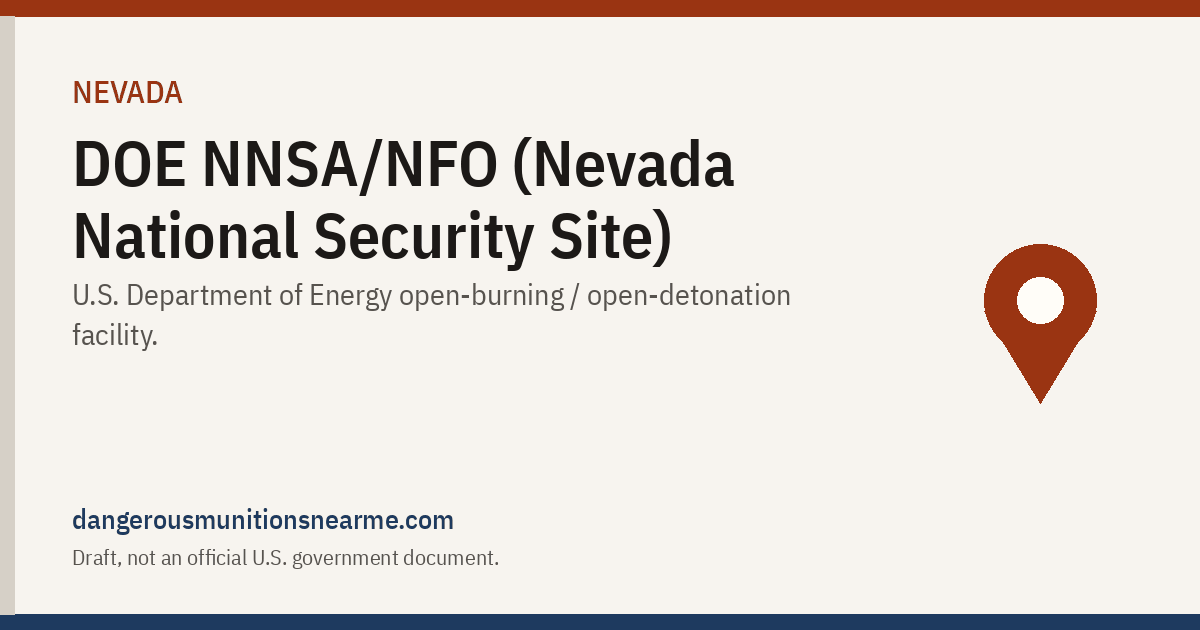 NEVADA
DOE NNSA/NFO (Nevada
National Security Site)
U.S. Department of Energy open-burning / open-detonation
facility.
dangerousmunitionsnearme.com
Draft, not an official U.S. government document.